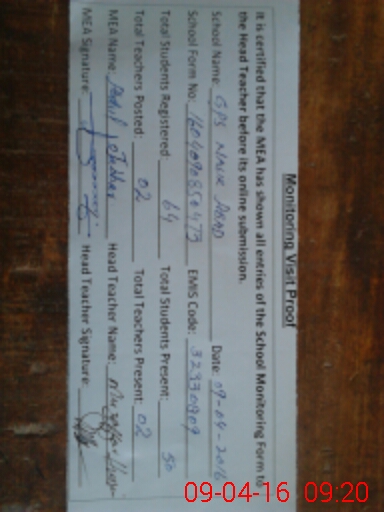 Monitoring Visit Proof
It is certified that the MEA has shown all entries of the School Monitoring Form to
the Head Teacher before its online submission.
School Name: GPS Date: 09-04-2016
School Form No: EMIS Code: 32930909
Total Students Registered 64 Total Students Present: 50
Total Teachers Posted: 02 Total Teachers Present: 02
MEA Name: Head Teacher Name:
MEA Signature: Head Teacher Signature:
09-04-16 09:20